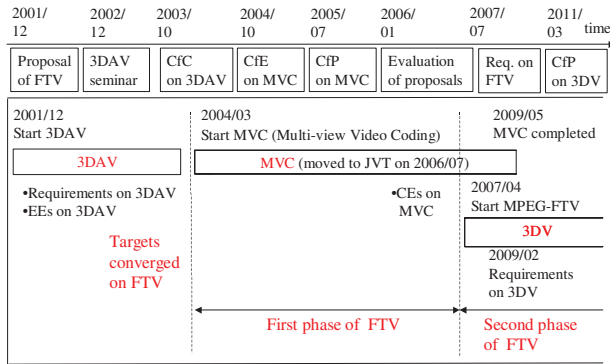 2001/ 2002/ 2003/ 2004/ 2005/ 2006/ 2007/ 2011/
12 12 10 10 07 01 07 03 time
Proposal 3DAV CfC CfE CfP Evaluation Req. on CfP
of FTV seminar on 3DAV on MVC on MVC of proposals FTV on 3DV
2001/12
Start 3DAV
2004/03
Start MVC (Multi-view Video Coding)
2009/05
MVC completed
3DAV
MVC (moved to JVT on 2006/07)
•Requirements on 3DAV
•EEs on 3DAV
•CEs on
MVC
2007/04
Start MPEG-FTV
3DV
Targets
converged
on FTV
2009/02
Requirements
on 3DV
First phase of FTV
Second phase
of FTV